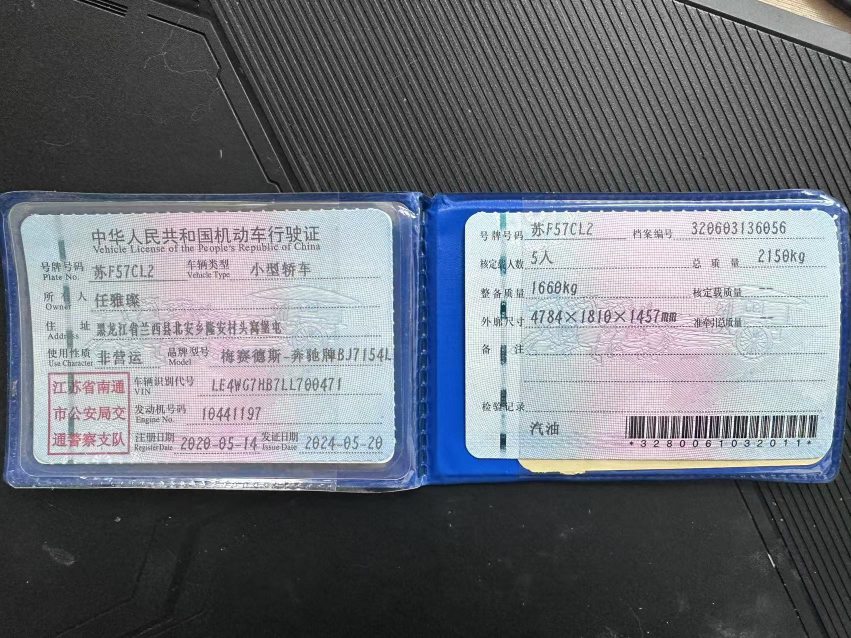 中华人民共和国机动车行驶证
Vehicle License of the People's Republic of China
号牌号码 苏F57CL2 车辆类型 小型轿车
Plate No. Vehicle Type
所有人 任雅璨
Owner
住址 黑龙江省兰西县北安乡隆安村头窝堡屯
Address
使用性质 非营运 品牌型号 梅赛德斯-奔驰牌BJ7154L
Use Character Model
江苏省南通
市公安局交
通警察支队
车辆识别代号 LE4WG7HB7LL700471
VIN
发动机号码 10441197
Engine No.
注册日期 2020-05-14 发证日期 2024-05-20
Register Date Issue Date
号牌号码 苏F57CL2 档案编号 320603136056
核定载人数 5人 总质量 2150kg
整备质量 1660kg 核定载质量 --
外廓尺寸 4784×1810×1457mm 准牵引总质量 --
备注
检验记录
汽油
*3280061032011*